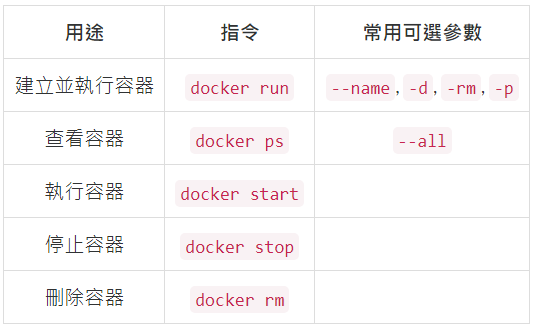 用途 指令 常用可選參數
建立並執行容器 docker run --name, -d, -rm, -p
查看容器 docker ps --all
執行容器 docker start
停止容器 docker stop
刪除容器 docker rm